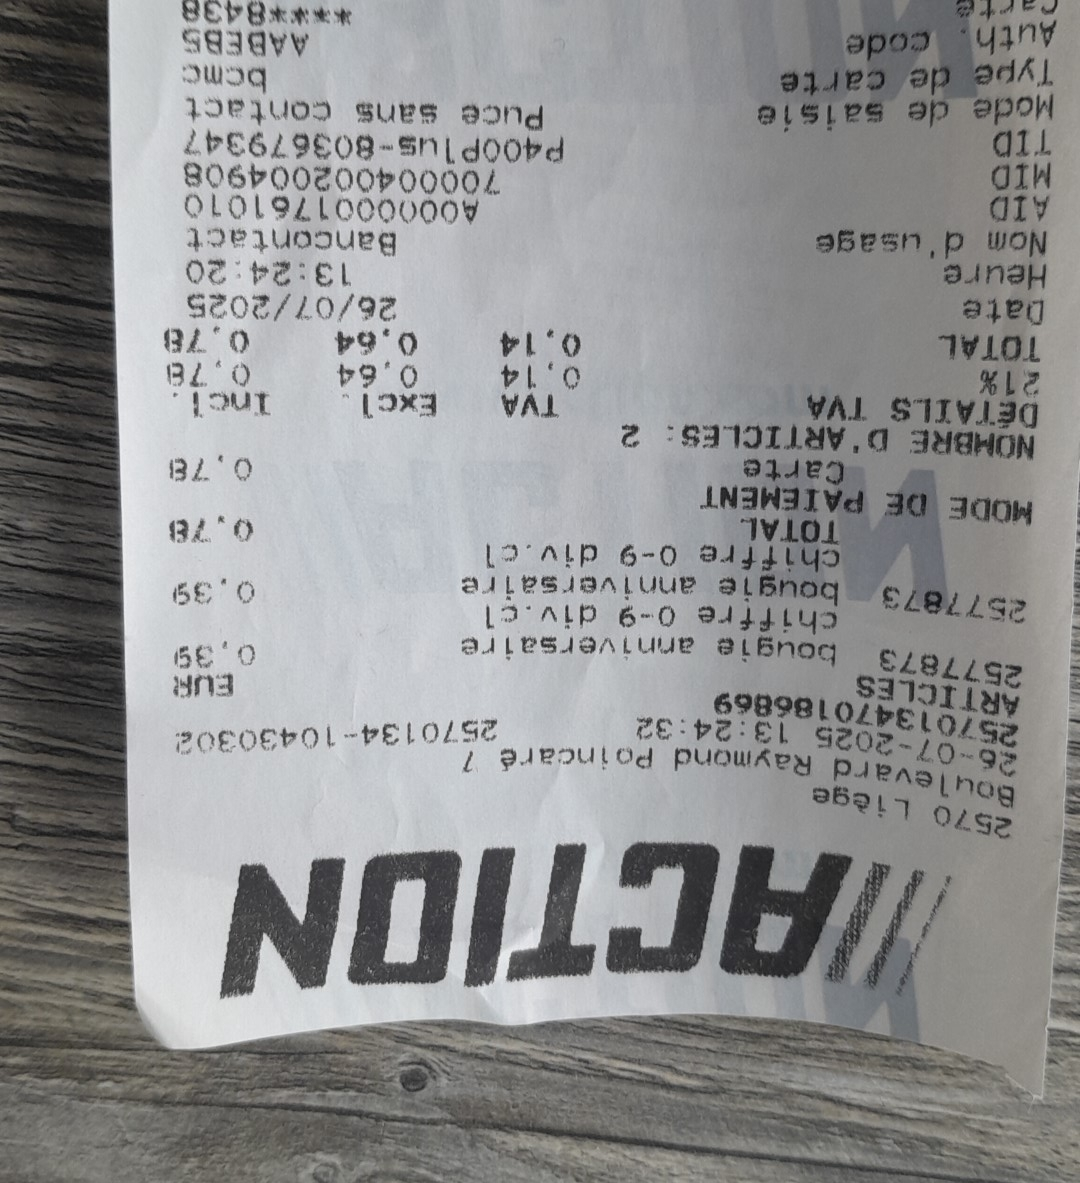 ACTION
2570 Liège
Boulevard Raymond Poincaré 7
26-07-2025 13:24:32 2570134-10430302
2570134701 86869
ARTICLES EUR
2577873 bougie anniversaire 0,39
chiffre 0-9 div.cl
2577873 bougie anniversaire 0,39
chiffre 0-9 div.cl
TOTAL 0,78
MODE DE PAIEMENT
Carte 0,78
NOMBRE D'ARTICLES: 2
DÉTAILS TVA TVA Excl. Incl.
21% 0,14 0,64 0,78
TOTAL 0,14 0,64 0,78
Date 26/07/2025
Heure 13:24:20
Nom d'usage Bancontact
AID A0000001761010
MID 700004002004908
TID P400Plus-803679347
Mode de saisie Puce sans contact
Type de carte bcmc
Auth. code AABEB5
Carte ****8438